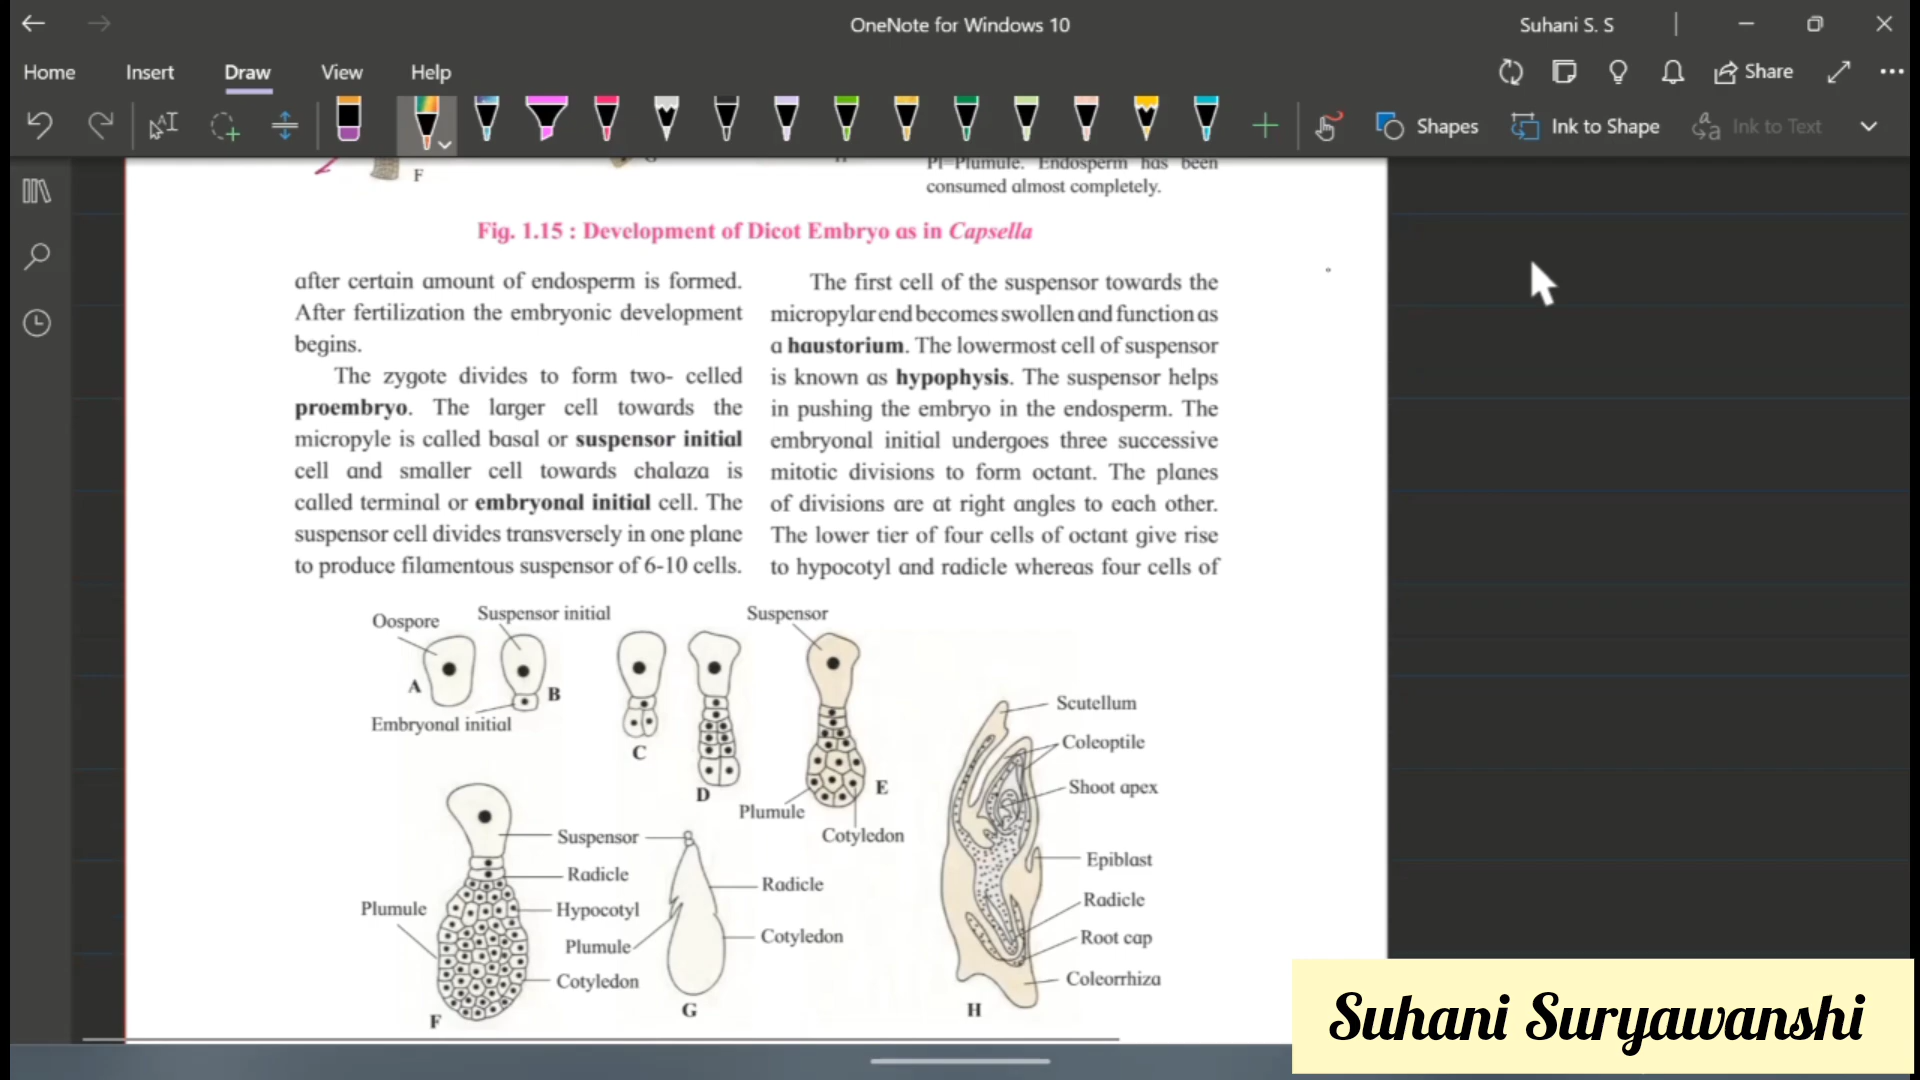 OneNote for Windows 10
Suhani S. S
Home Insert Draw View Help
Share
Shapes
Ink to Shape
Ink to Text
F
Pl=Plumule. Endosperm has been
consumed almost completely.
Fig. 1.15 : Development of Dicot Embryo as in Capsella
after certain amount of endosperm is formed.
After fertilization the embryonic development
begins.
The zygote divides to form two- celled
proembryo. The larger cell towards the
micropyle is called basal or suspensor initial
cell and smaller cell towards chalaza is
called terminal or embryonal initial cell. The
suspensor cell divides transversely in one plane
to produce filamentous suspensor of 6-10 cells.
The first cell of the suspensor towards the
micropylar end becomes swollen and function as
a haustorium. The lowermost cell of suspensor
is known as hypophysis. The suspensor helps
in pushing the embryo in the endosperm. The
embryonal initial undergoes three successive
mitotic divisions to form octant. The planes
of divisions are at right angles to each other.
The lower tier of four cells of octant give rise
to hypocotyl and radicle whereas four cells of
Oospore
Suspensor initial
A
B
Embryonal initial
C
D
Suspensor
E
Plumule
Cotyledon
Suspensor
Radicle
Hypocotyl
Plumule
Plumule
Cotyledon
F
Radicle
Cotyledon
G
Scutellum
Coleoptile
Shoot apex
Epiblast
Radicle
Root cap
Coleorrhiza
H
Suhani Suryawanshi